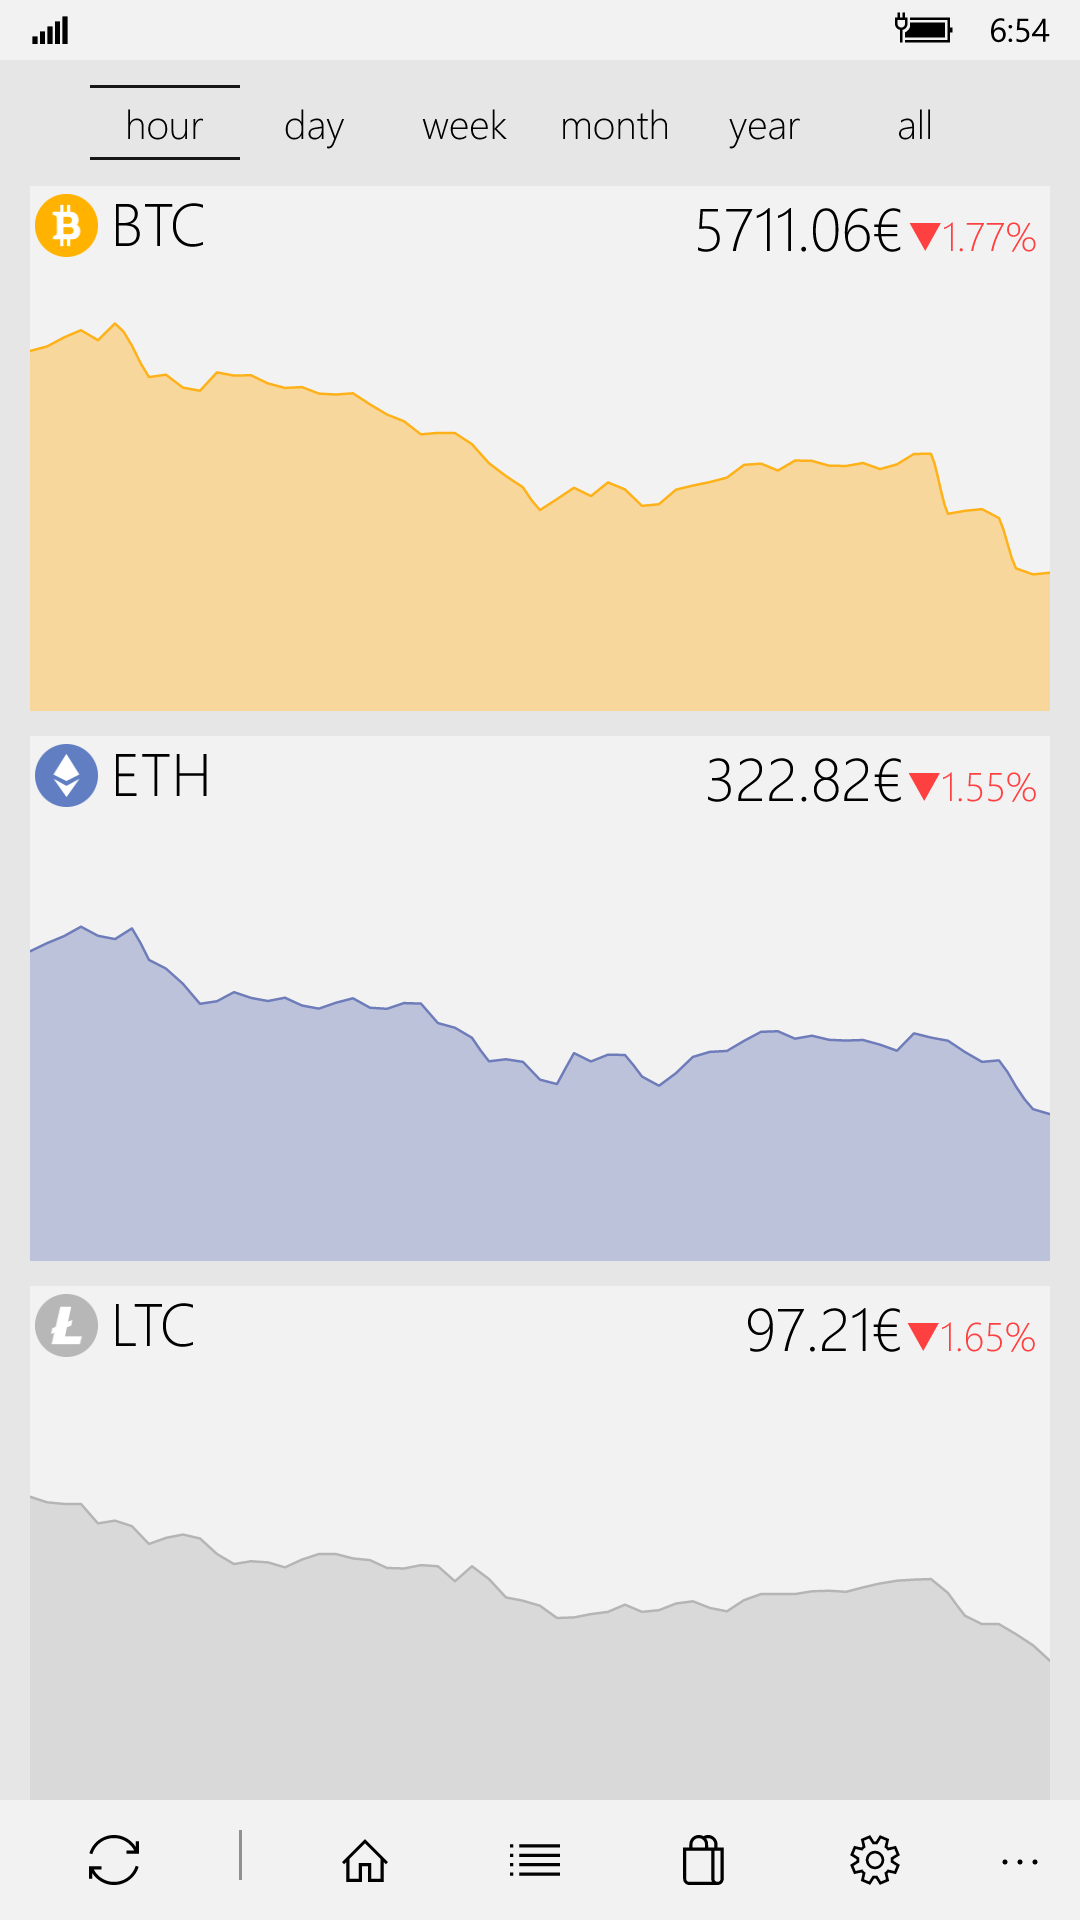 6:54
hour day week month year all
BTC 5711.06€ ▼1.77%
ETH 322.82€ ▼1.55%
LTC 97.21€ ▼1.65%